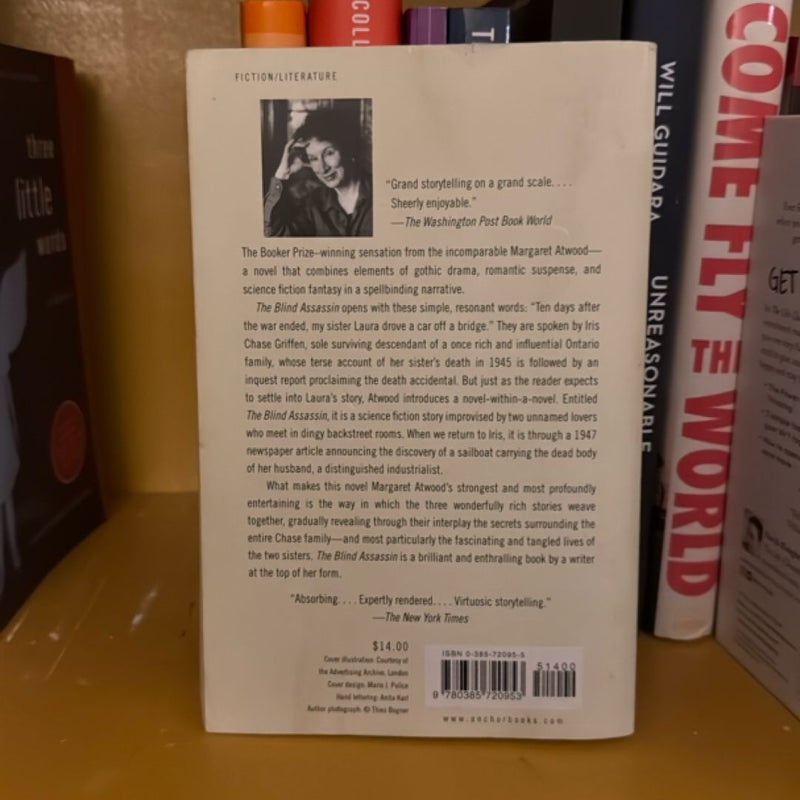 FICTION/LITERATURE
"Grand storytelling on a grand scale. . . .
Sheerly enjoyable."
—The Washington Post Book World
The Booker Prize–winning sensation from the incomparable Margaret Atwood—
a novel that combines elements of gothic drama, romantic suspense, and
science fiction fantasy in a spellbinding narrative.
The Blind Assassin opens with these simple, resonant words: "Ten days after
the war ended, my sister Laura drove a car off a bridge." They are spoken by Iris
Chase Griffen, sole surviving descendant of a once rich and influential Ontario
family, whose terse account of her sister's death in 1945 is followed by an
inquest report proclaiming the death accidental. But just as the reader expects
to settle into Laura's story, Atwood introduces a novel-within-a-novel. Entitled
The Blind Assassin, it is a science fiction story improvised by two unnamed lovers
who meet in dingy backstreet rooms. When we return to Iris, it is through a 1947
newspaper article announcing the discovery of a sailboat carrying the dead body
of her husband, a distinguished industrialist.
What makes this novel Margaret Atwood's strongest and most profoundly
entertaining is the way in which the three wonderfully rich stories weave
together, gradually revealing through their interplay the secrets surrounding the
entire Chase family—and most particularly the fascinating and tangled lives of
the two sisters. The Blind Assassin is a brilliant and enthralling book by a writer
at the top of her form.
"Absorbing. . . . Expertly rendered. . . . Virtuosic storytelling."
—The New York Times
$14.00
Cover illustration: Courtesy of
the Advertising Archive, London
Cover design: Mario J. Pulice
Hand lettering: Anita Karl
Author photograph: © Thies Bogner
ISBN 0-385-72095-5
51400
9 780385 720953
www.anchorbooks.com
three
little
words
COLL
T
WILL GUIDARA
UNREASONABLE
COME FLY THE WORLD
GET